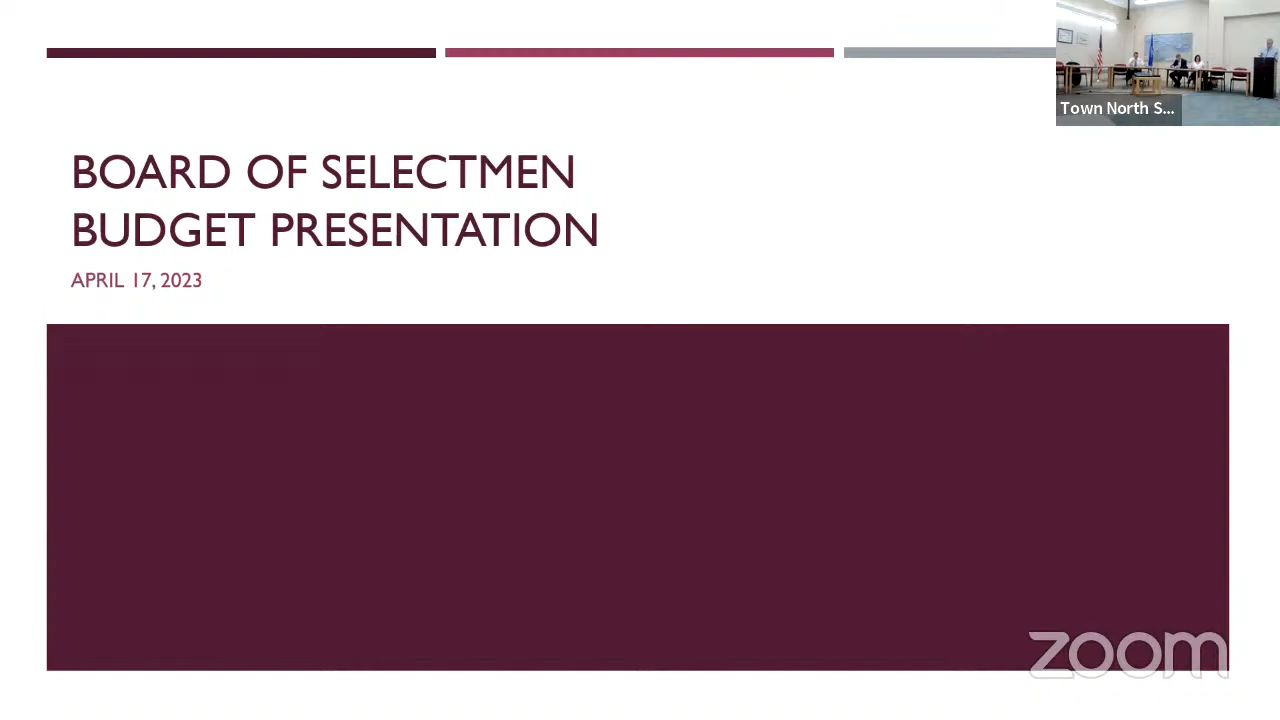 Town North S...
BOARD OF SELECTMEN
BUDGET PRESENTATION
APRIL 17, 2023
zoom